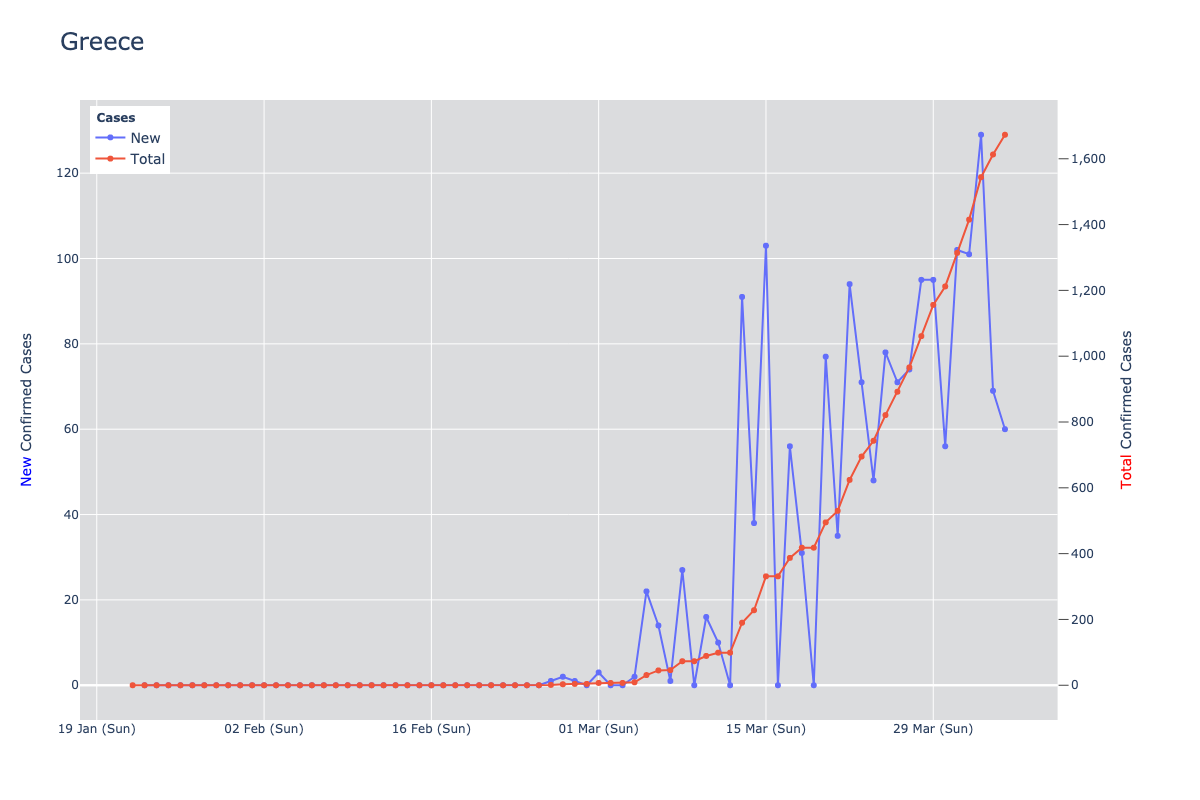 Greece
Cases
New
Total
120
100
80
60
40
20
0
1,600
1,400
1,200
1,000
800
600
400
200
0
New Confirmed Cases
Total Confirmed Cases
19 Jan (Sun)
02 Feb (Sun)
16 Feb (Sun)
01 Mar (Sun)
15 Mar (Sun)
29 Mar (Sun)